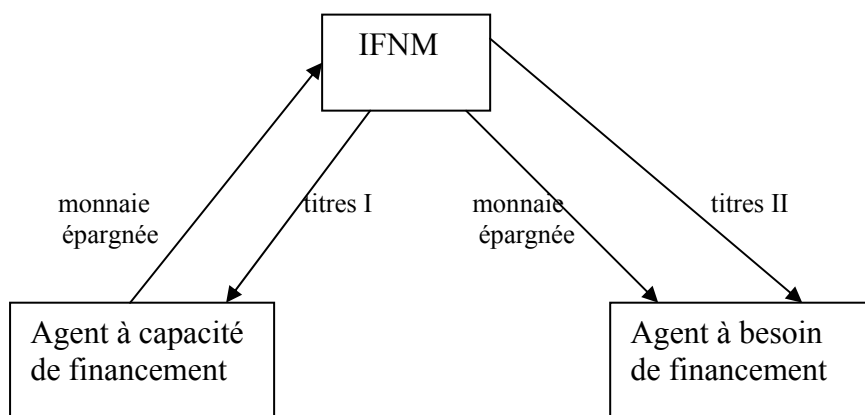 IFNM
monnaie
épargnée
titres I
monnaie
épargnée
titres II
Agent à capacité
de financement
Agent à besoin
de financement